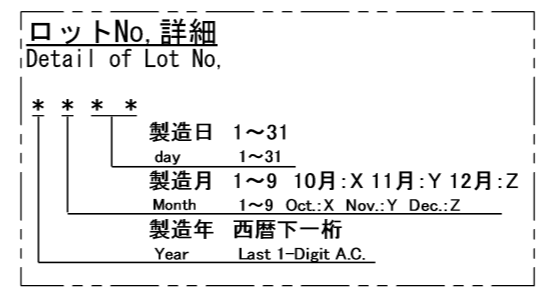 ロットNo,詳細
Detail of Lot No,
* * * *
製造日 1～31
day 1～31
製造月 1～9 10月:X 11月:Y 12月:Z
Month 1～9 Oct.:X Nov.:Y Dec.:Z
製造年 西暦下一桁
Year Last 1-Digit A.C.